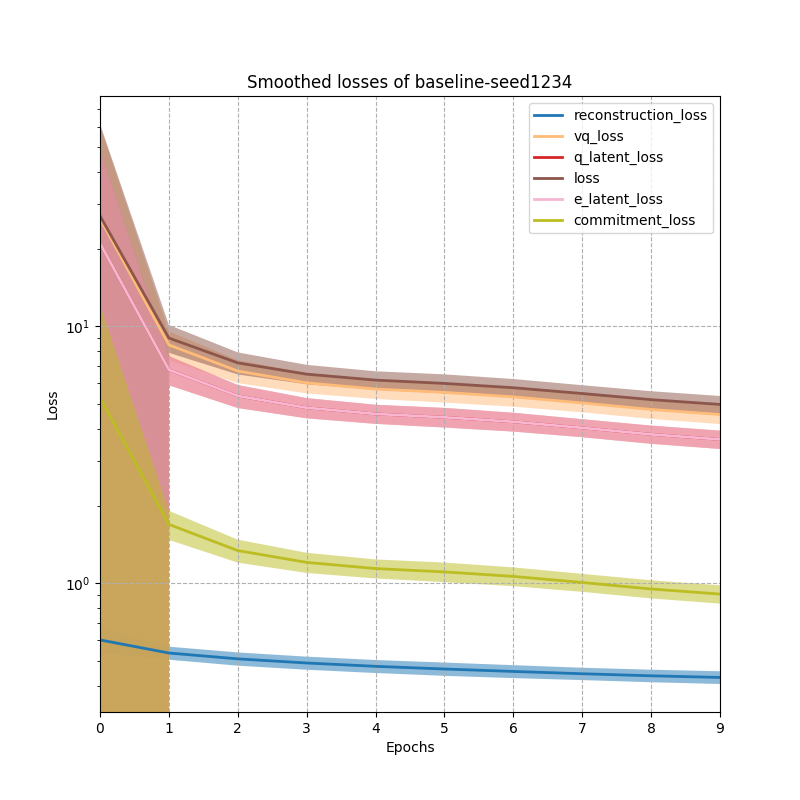 Smoothed losses of baseline-seed1234
reconstruction_loss
vq_loss
q_latent_loss
loss
e_latent_loss
commitment_loss
10¹
10⁰
Loss
0 1 2 3 4 5 6 7 8 9
Epochs